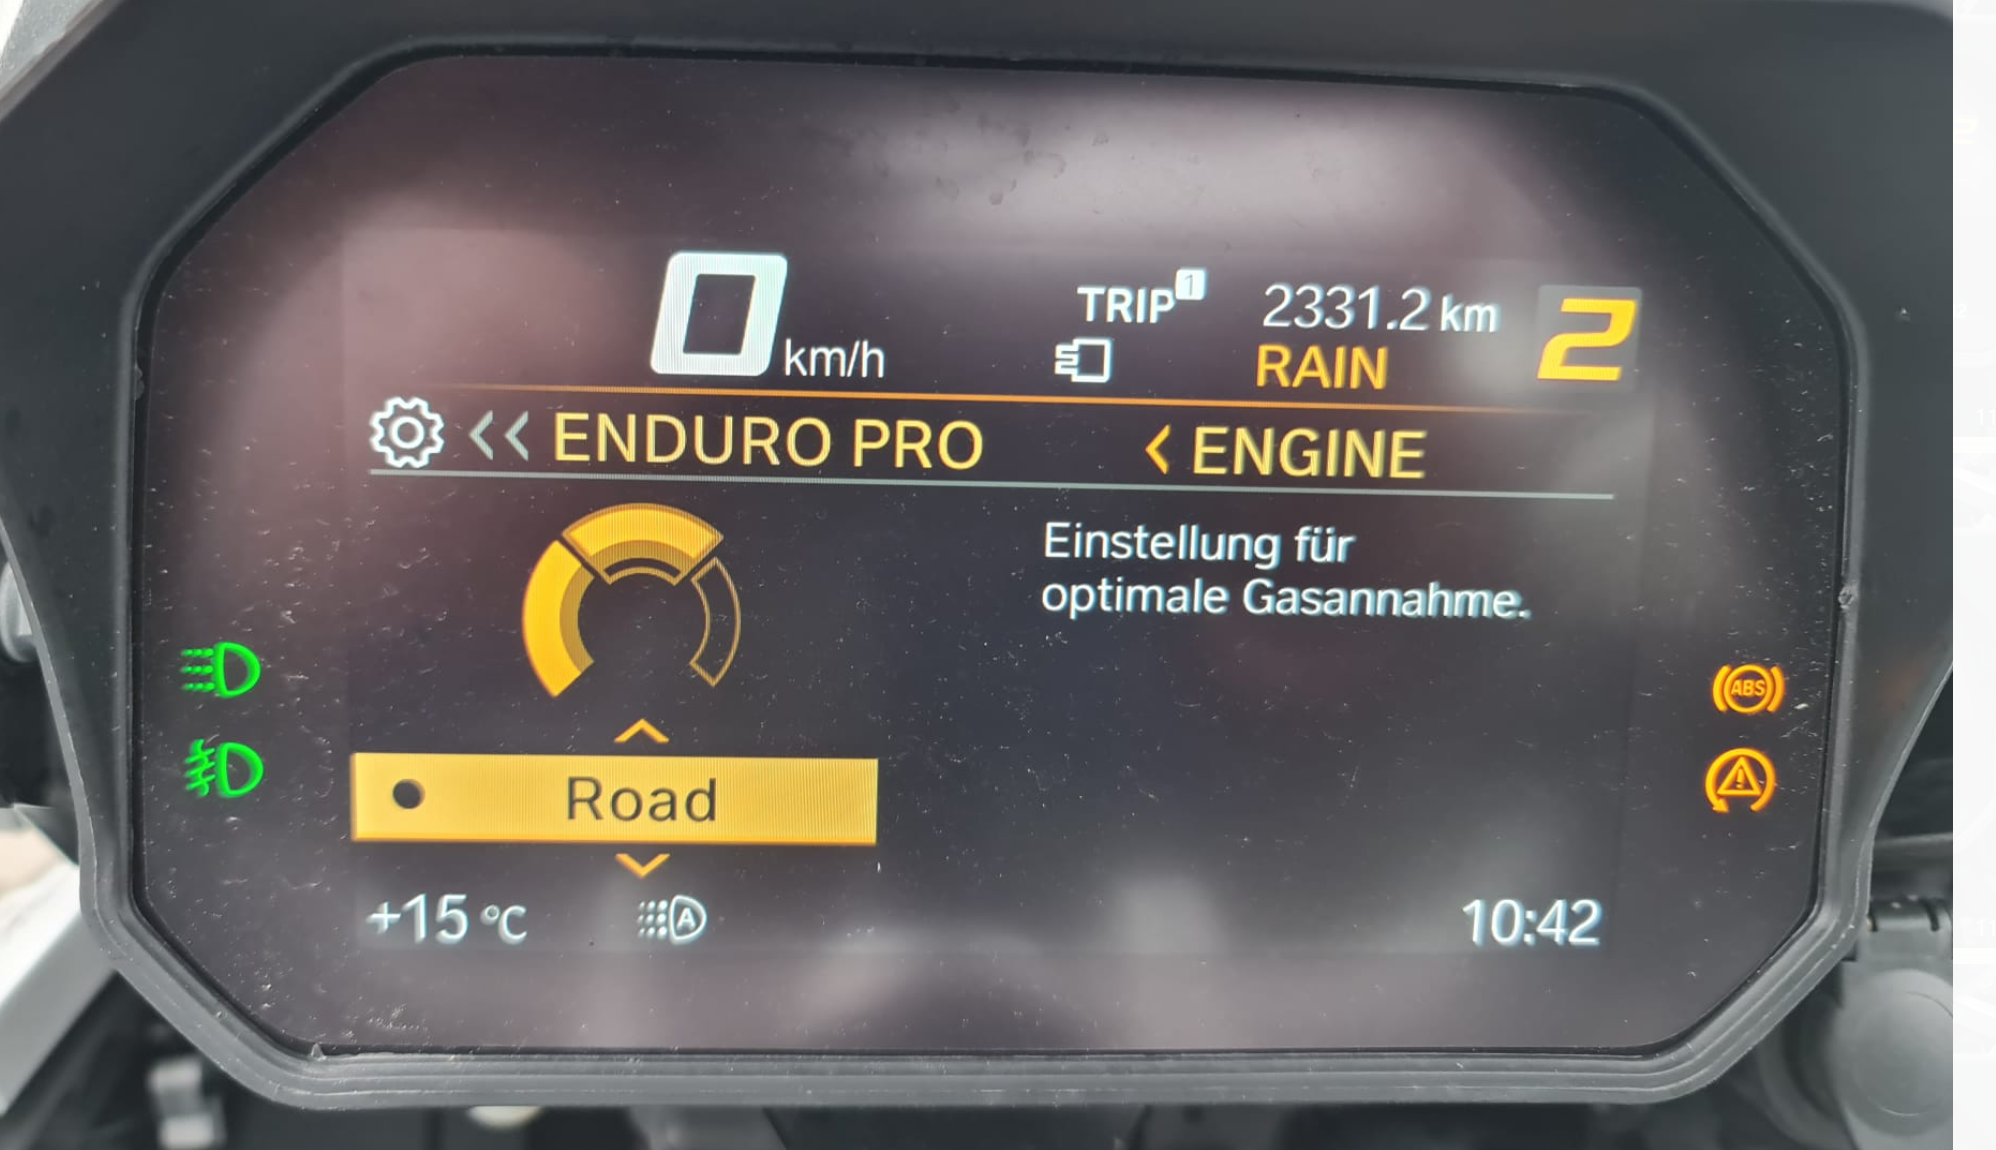 0 km/h
TRIP 1 2331.2 km
RAIN
2
<< ENDURO PRO
< ENGINE
Einstellung für
optimale Gasannahme.
Road
ABS
+15 °C
A
10:42